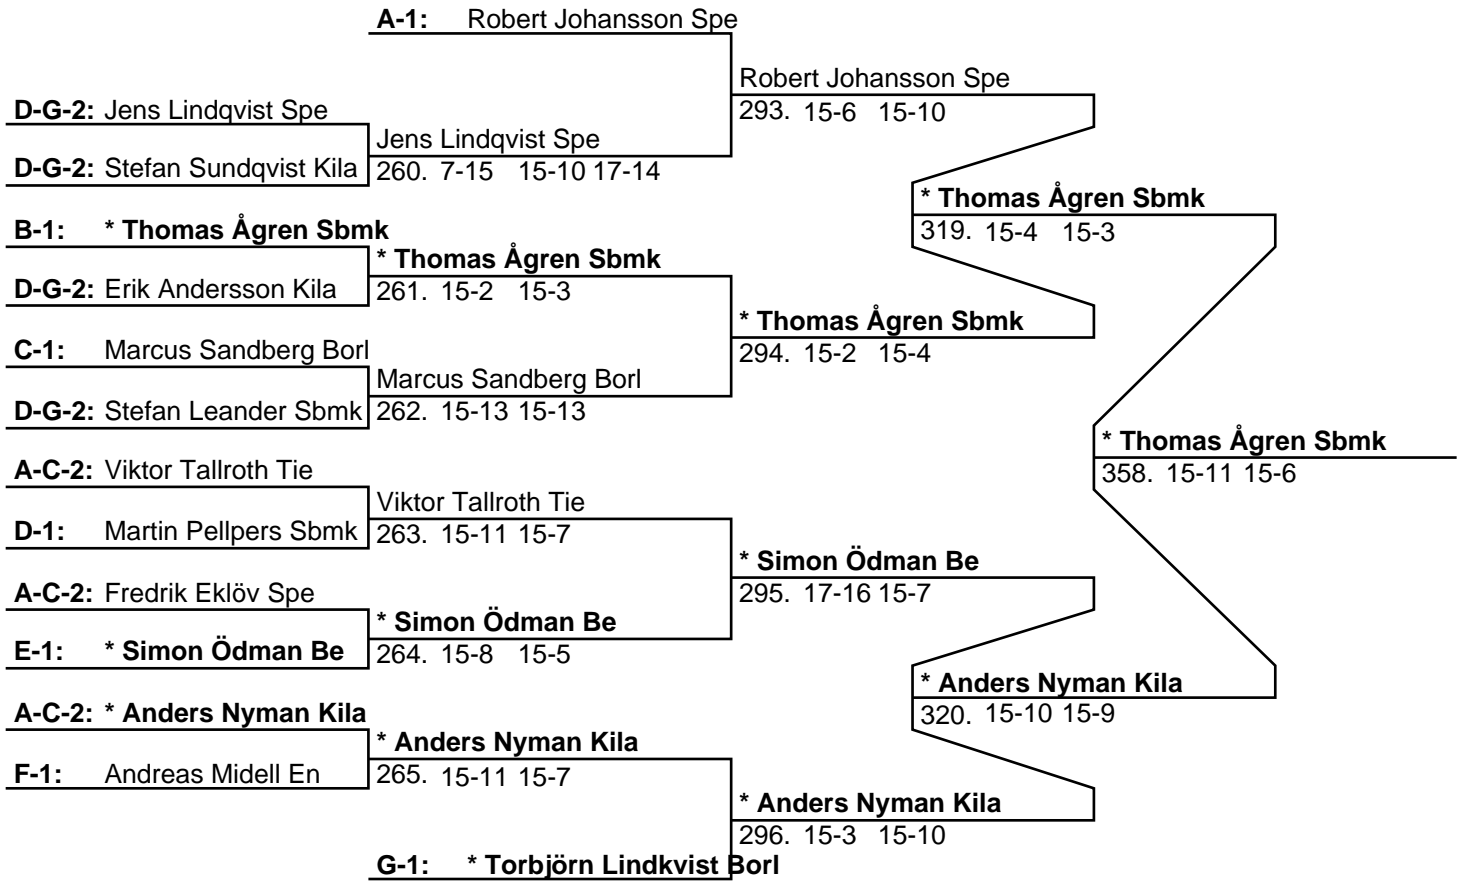 A-1: Robert Johansson Spe
Robert Johansson Spe
293. 15-6 15-10
D-G-2: Jens Lindqvist Spe
Jens Lindqvist Spe
D-G-2: Stefan Sundqvist Kila
260. 7-15 15-10 17-14
* Thomas Ågren Sbmk
319. 15-4 15-3
B-1: * Thomas Ågren Sbmk
* Thomas Ågren Sbmk
D-G-2: Erik Andersson Kila
261. 15-2 15-3
* Thomas Ågren Sbmk
294. 15-2 15-4
C-1: Marcus Sandberg Borl
Marcus Sandberg Borl
D-G-2: Stefan Leander Sbmk
262. 15-13 15-13
* Thomas Ågren Sbmk
358. 15-11 15-6
A-C-2: Viktor Tallroth Tie
Viktor Tallroth Tie
D-1: Martin Pellpers Sbmk
263. 15-11 15-7
* Simon Ödman Be
295. 17-16 15-7
A-C-2: Fredrik Eklöv Spe
* Simon Ödman Be
E-1: * Simon Ödman Be
264. 15-8 15-5
* Anders Nyman Kila
320. 15-10 15-9
A-C-2: * Anders Nyman Kila
* Anders Nyman Kila
F-1: Andreas Midell En
265. 15-11 15-7
* Anders Nyman Kila
296. 15-3 15-10
G-1: * Torbjörn Lindkvist Borl